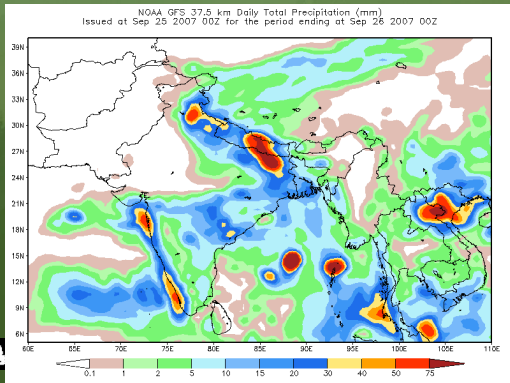 NOAA GFS 37.5 km Daily Total Precipitation (mm)
Issued at Sep 25 2007 00Z for the period ending at Sep 26 2007 00Z
39N
36N
33N
30N
27N
24N
21N
18N
15N
12N
9N
6N
60E 65E 70E 75E 80E 85E 90E 95E 100E 105E 110E
0.1 1 2 5 10 15 20 30 40 50 75